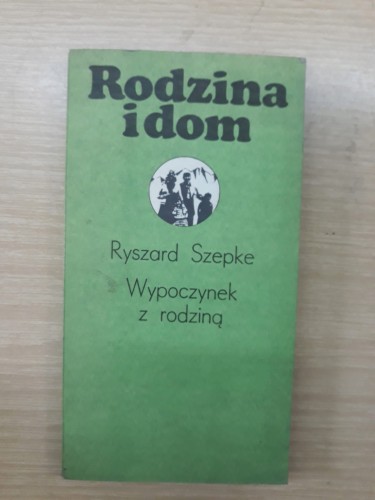 Rodzina
i dom
Ryszard Szepke
Wypoczynek
z rodziną